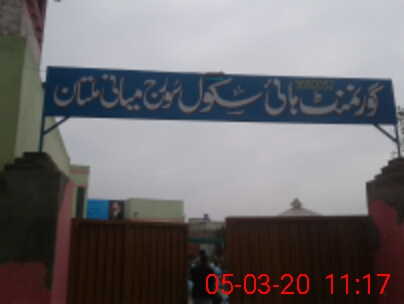 گورنمنٹ ہائی سکول سورج میانی ملتان
05-03-20 11:17